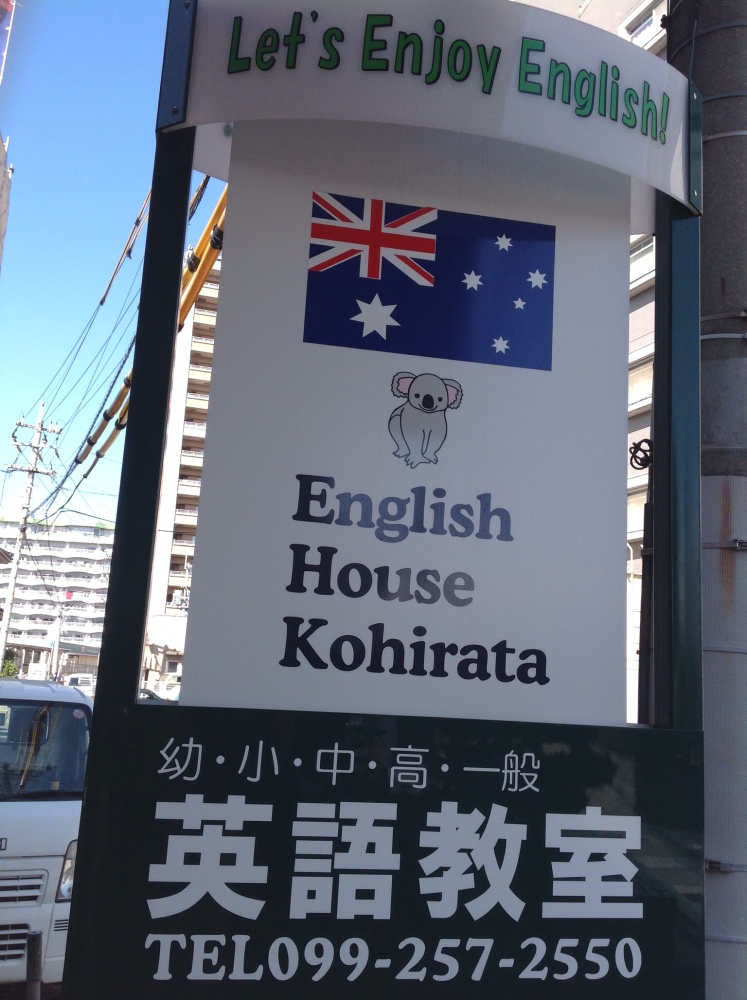 Let's Enjoy English!
English
House
Kohirata
幼・小・中・高・一般
英語教室
TEL099-257-2550